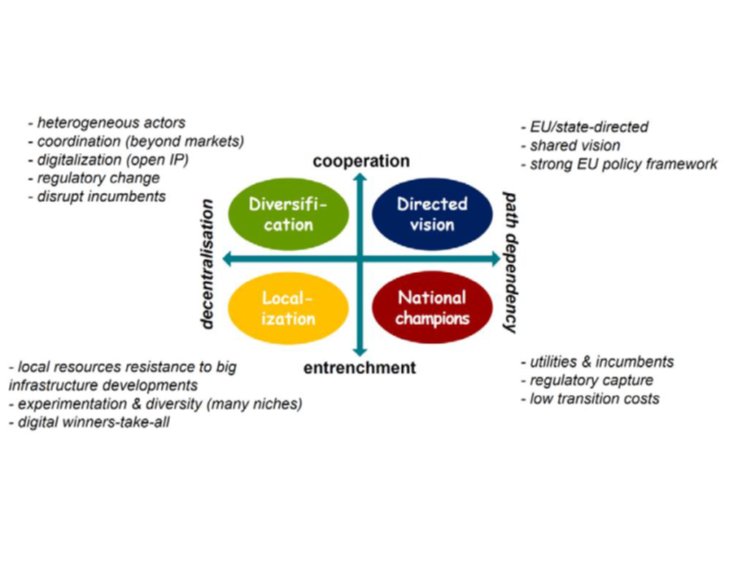 - heterogeneous actors
- coordination (beyond markets)
- digitalization (open IP)
- regulatory change
- disrupt incumbents
- EU/state-directed
- shared vision
- strong EU policy framework
cooperation
Diversifi-
cation
Directed
vision
decentralisation
path dependency
Local-
ization
National
champions
entrenchment
- local resources resistance to big
infrastructure developments
- experimentation & diversity (many niches)
- digital winners-take-all
- utilities & incumbents
- regulatory capture
- low transition costs